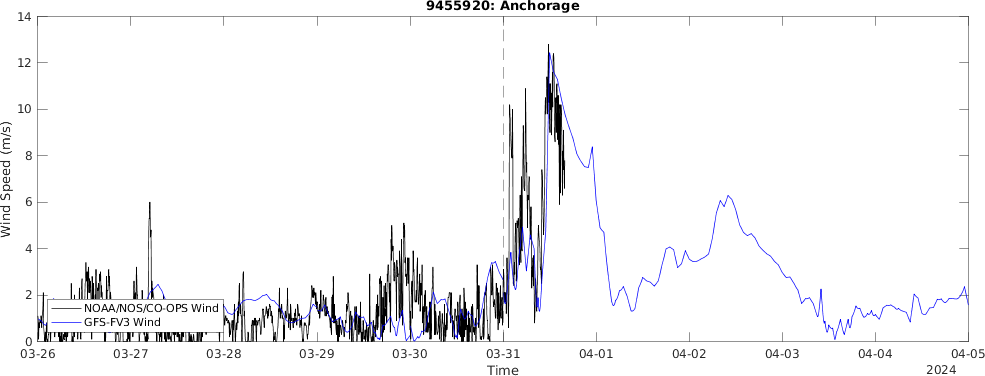 9455920: Anchorage
14
12
10
8
6
4
2
0
Wind Speed (m/s)
NOAA/NOS/CO-OPS Wind
GFS-FV3 Wind
03-26 03-27 03-28 03-29 03-30 03-31 04-01 04-02 04-03 04-04 04-05
Time
2024